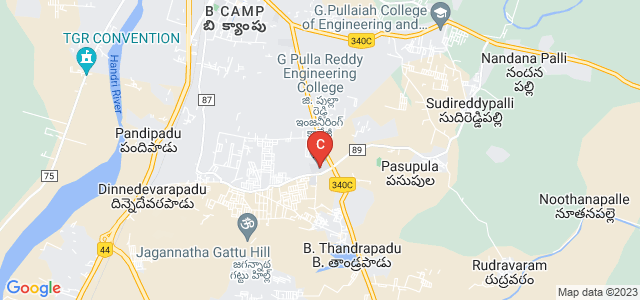 B CAMP
బి క్యాంపు
G.Pullaiah College
of Engineering and...
340C
TGR CONVENTION
Handri River
G Pulla Reddy
Engineering
College
జి. పుల్లా
రెడ్డి
ఇంజనీరింగ్
Nandana Palli
నందన
పల్లి
87
Sudireddypalli
సుదిరెడ్డిపల్లి
Pandipadu
పందిపాడు
C
89
Pasupula
పసుపుల
75
340C
Dinnedevarapadu
దిన్నెదేవరపాడు
Noothanapalle
నూతనపల్లె
44
Jagannatha Gattu Hill
జగన్నాథ
గట్టు హిల్ల్
B. Thandrapadu
B. తాండ్రపాడు
Rudravaram
రుద్రవరం
Google
Map data ©2023